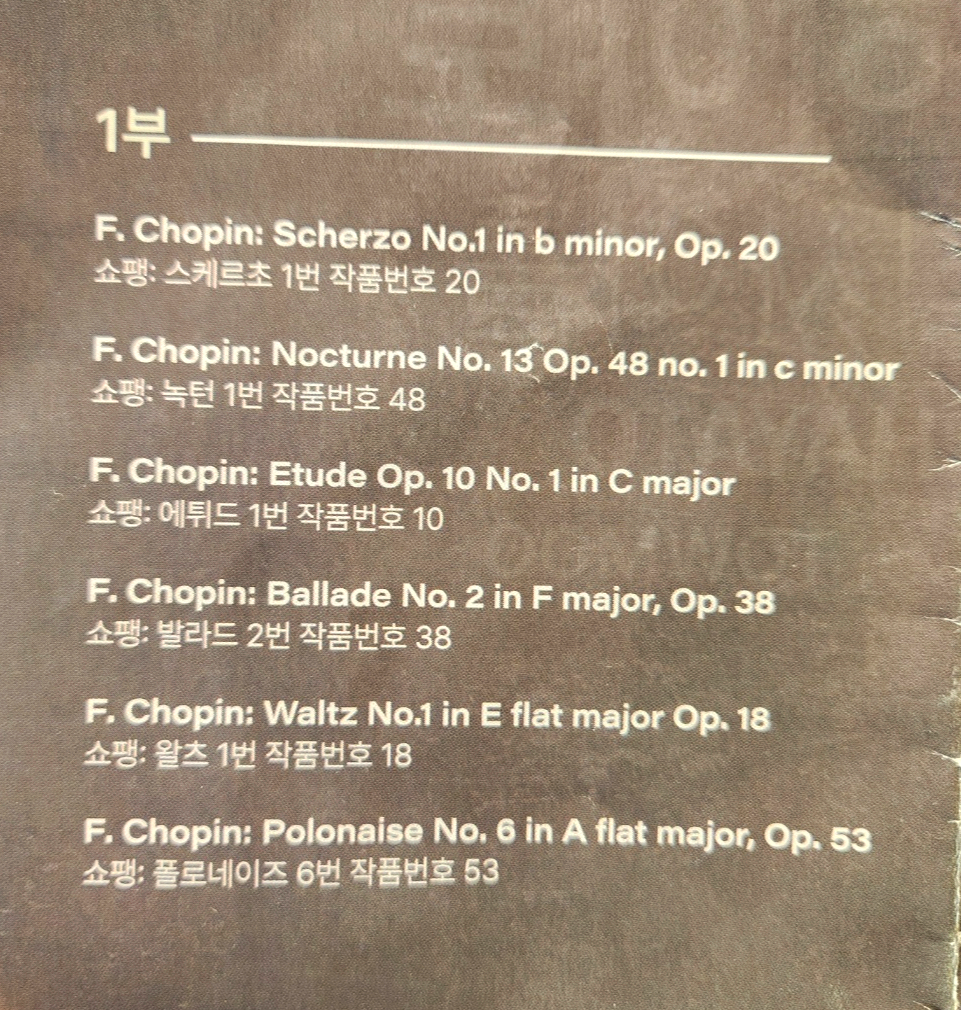 1부
F. Chopin: Scherzo No.1 in b minor, Op. 20
쇼팽: 스케르초 1번 작품번호 20
F. Chopin: Nocturne No. 13 Op. 48 no. 1 in c minor
쇼팽: 녹턴 1번 작품번호 48
F. Chopin: Etude Op. 10 No. 1 in C major
쇼팽: 에튀드 1번 작품번호 10
F. Chopin: Ballade No. 2 in F major, Op. 38
쇼팽: 발라드 2번 작품번호 38
F. Chopin: Waltz No.1 in E flat major Op. 18
쇼팽: 왈츠 1번 작품번호 18
F. Chopin: Polonaise No. 6 in A flat major, Op. 53
쇼팽: 폴로네이즈 6번 작품번호 53